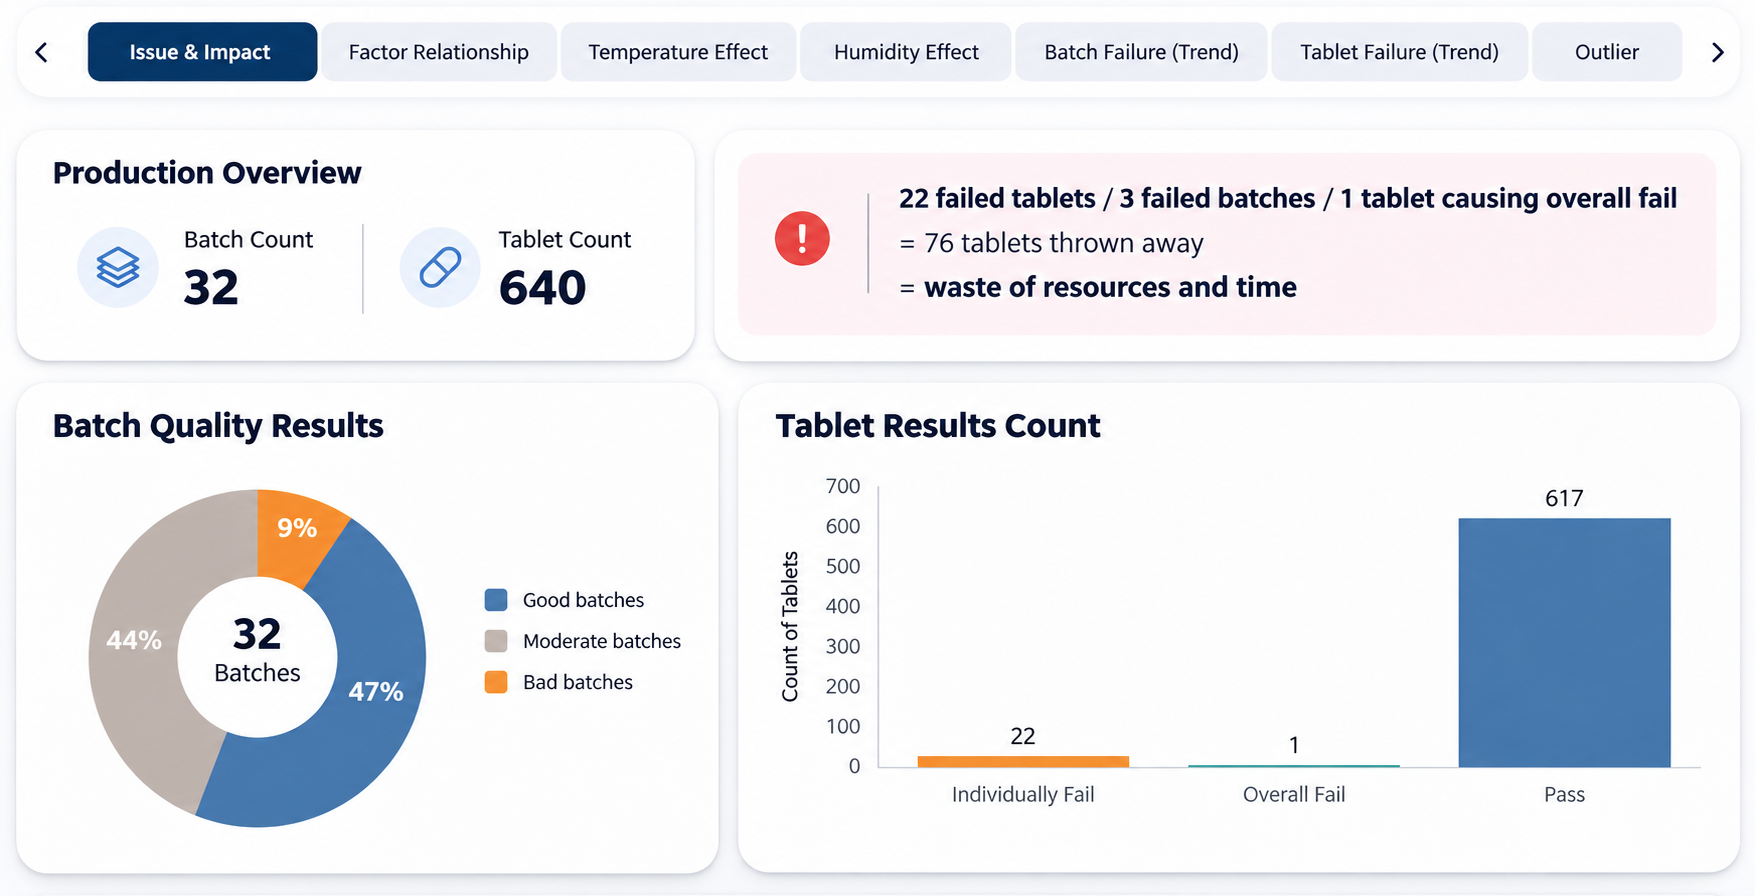 Issue & Impact
Factor Relationship
Temperature Effect
Humidity Effect
Batch Failure (Trend)
Tablet Failure (Trend)
Outlier
Production Overview
Batch Count
32
Tablet Count
640
22 failed tablets / 3 failed batches / 1 tablet causing overall fail
= 76 tablets thrown away
= waste of resources and time
Batch Quality Results
9%
44%
47%
32
Batches
Good batches
Moderate batches
Bad batches
Tablet Results Count
Count of Tablets
700
600
500
400
300
200
100
0
22
1
617
Individually Fail
Overall Fail
Pass